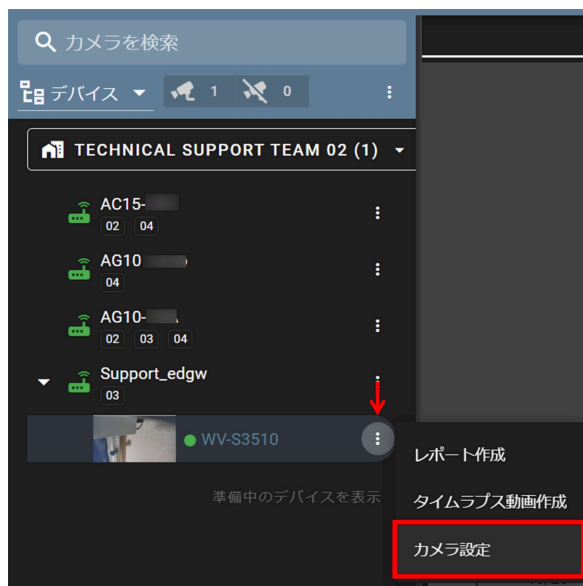 カメラを検索
デバイス 1 0
TECHNICAL SUPPORT TEAM 02 (1)
AC15-
02 04
AG10
04
AG10-
02 03 04
Support_edgw
03
WV-S3510
準備中のデバイスを表示
レポート作成
タイムラプス動画作成
カメラ設定